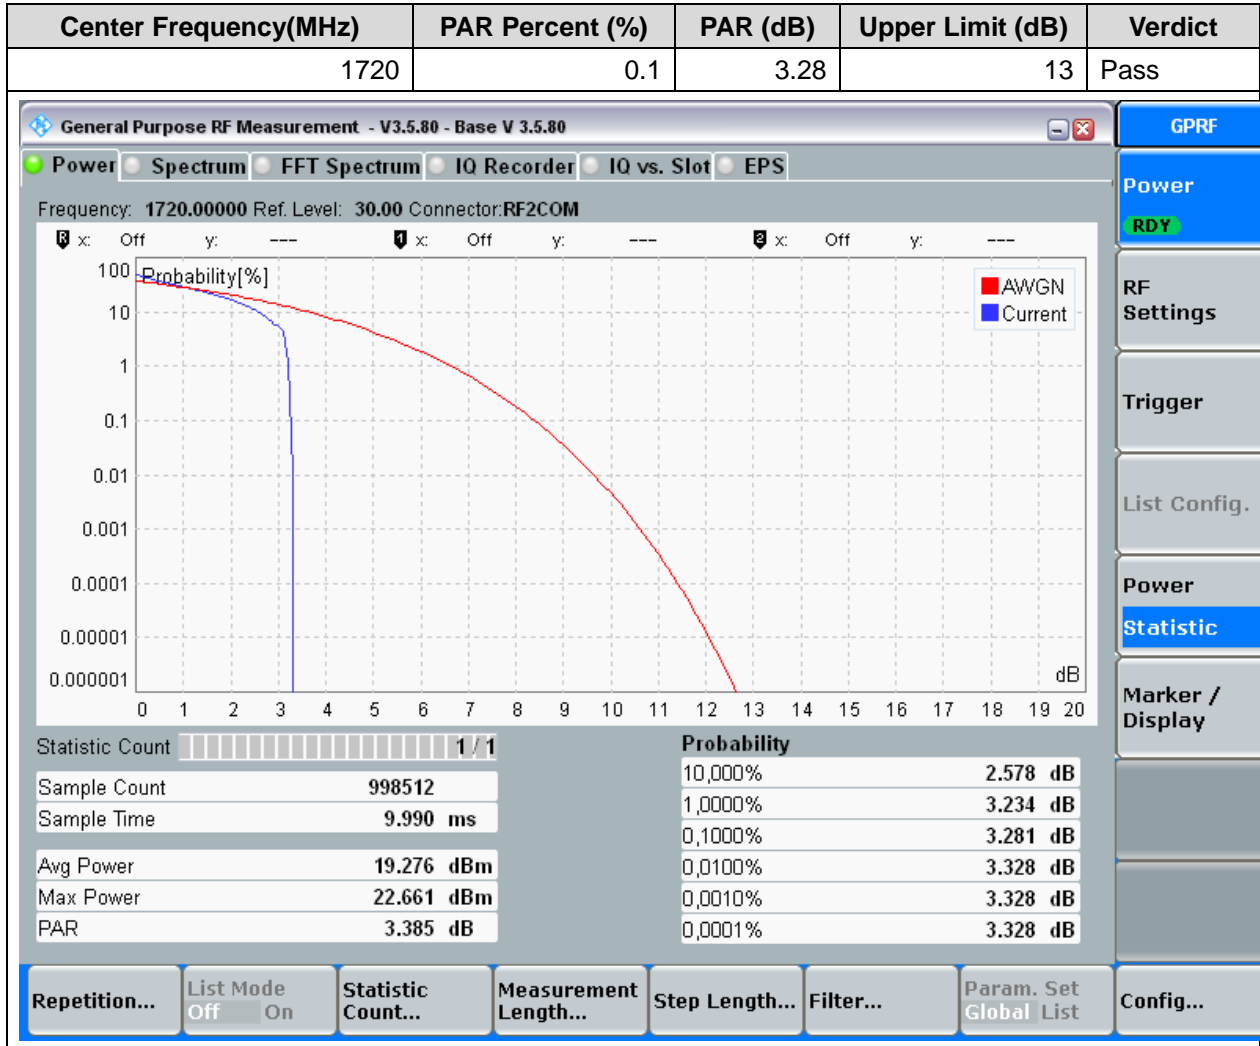 Center Frequency(MHz) PAR Percent (%) PAR (dB) Upper Limit (dB) Verdict
1720 0.1 3.28 13 Pass
General Purpose RF Measurement - V3.5.80 - Base V 3.5.80
GPRF
Power Spectrum FFT Spectrum IQ Recorder IQ vs. Slot EPS
Frequency: 1720.00000 Ref. Level: 30.00 Connector:RF2COM
R x: Off y: --- 1 x: Off y: --- 2 x: Off y: ---
Probability[%]
100
10
1
0.1
0.01
0.001
0.0001
0.00001
0.000001
AWGN
Current
dB
0 1 2 3 4 5 6 7 8 9 10 11 12 13 14 15 16 17 18 19 20
Statistic Count 1 / 1
Sample Count 998512
Sample Time 9.990 ms
Avg Power 19.276 dBm
Max Power 22.661 dBm
PAR 3.385 dB
Probability
10,000% 2.578 dB
1,0000% 3.234 dB
0,1000% 3.281 dB
0,0100% 3.328 dB
0,0010% 3.328 dB
0,0001% 3.328 dB
Power
RDY
RF
Settings
Trigger
List Config.
Power
Statistic
Marker /
Display
Repetition...
List Mode
Off On
Statistic
Count...
Measurement
Length...
Step Length...
Filter...
Param. Set
Global List
Config...